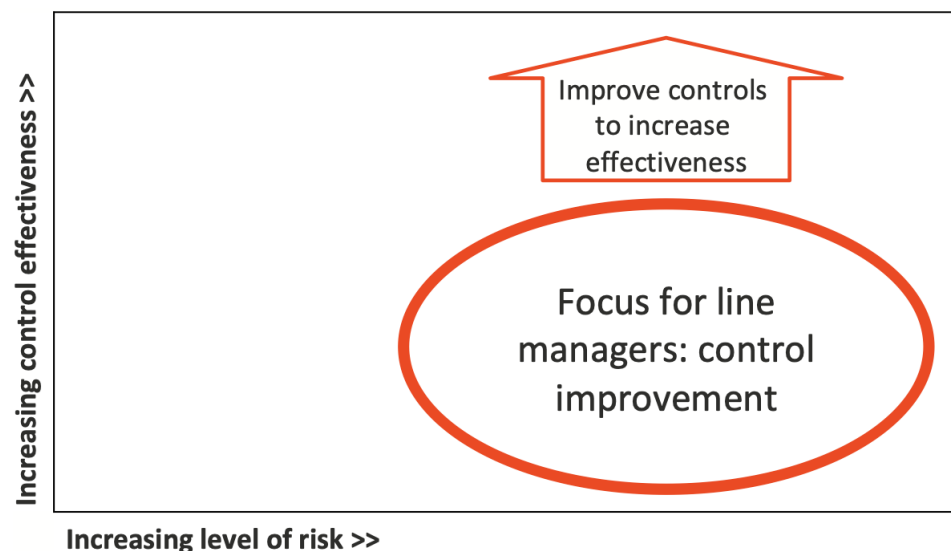 Increasing control effectiveness >>
Improve controls
to increase
effectiveness
Focus for line
managers: control
improvement
Increasing level of risk >>